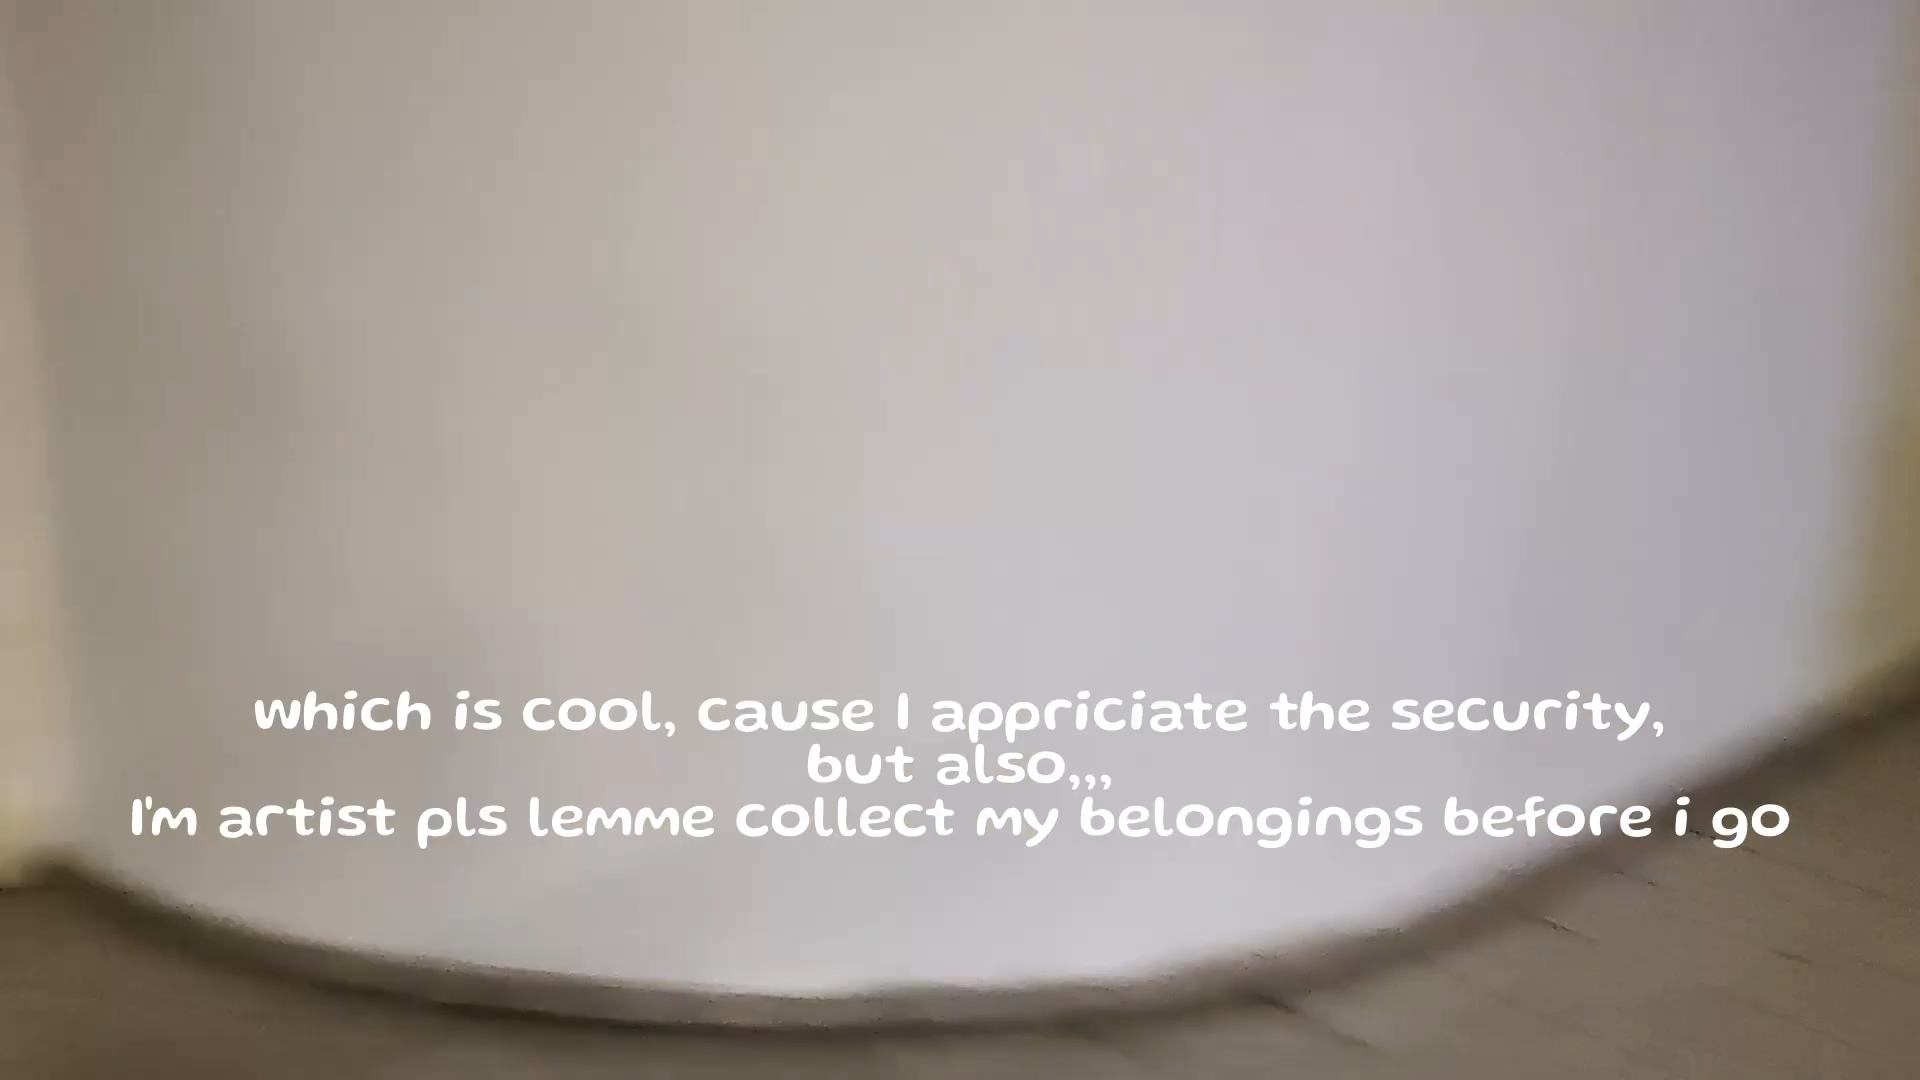 which is cool, cause I appriciate the security,
but also,,,
I'm artist pls lemme collect my belongings before i go